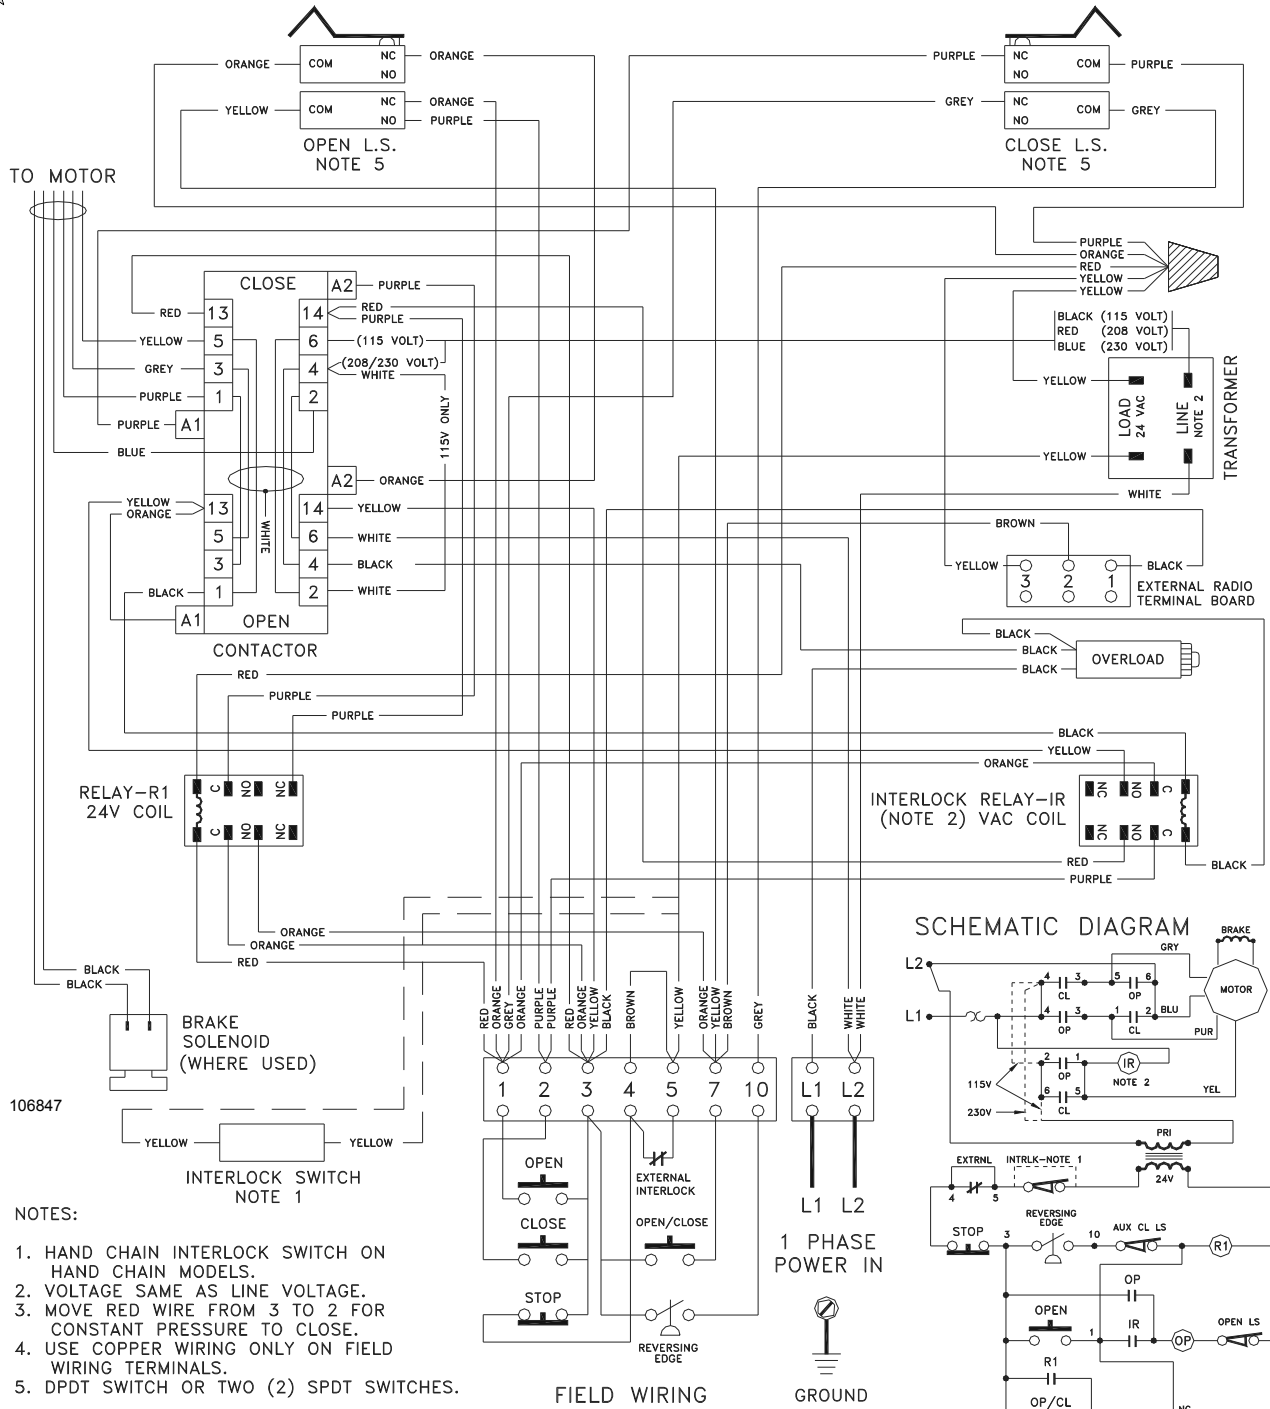 ORANGE COM NC ORANGE
NO
YELLOW COM NC ORANGE
NO PURPLE
OPEN L.S.
NOTE 5
PURPLE NC COM PURPLE
NO
GREY NC COM GREY
NO
CLOSE L.S.
NOTE 5
TO MOTOR
PURPLE
ORANGE
RED
YELLOW
YELLOW
BLACK (115 VOLT)
RED (208 VOLT)
BLUE (230 VOLT)
CLOSE A2 PURPLE
RED 13 14 RED
PURPLE
YELLOW 5 6 (115 VOLT)
GREY 3 4 (208/230 VOLT)
WHITE
PURPLE 1 2
PURPLE A1
BLUE
115V ONLY
A2 ORANGE
YELLOW 13 14 YELLOW
ORANGE
5 6 WHITE
3 4 BLACK
BLACK 1 2 WHITE
A1 OPEN
WHITE
CONTACTOR
YELLOW
LOAD
24 VAC
LINE
NOTE 2
TRANSFORMER
YELLOW
WHITE
BROWN
YELLOW 3 2 1 BLACK
EXTERNAL RADIO
TERMINAL BOARD
BLACK
BLACK
BLACK
OVERLOAD
RED
PURPLE
PURPLE
BLACK
YELLOW
ORANGE
RELAY-R1
24V COIL
C NO NC
C NO NC
INTERLOCK RELAY-IR
(NOTE 2) VAC COIL
NC NO C
NC NO C
RED
PURPLE
BLACK
ORANGE
ORANGE
RED
BLACK
BLACK
BRAKE
SOLENOID
(WHERE USED)
106847
YELLOW YELLOW
INTERLOCK SWITCH
NOTE 1
RED
ORANGE
GREY
ORANGE
PURPLE
PURPLE
RED
ORANGE
YELLOW
BLACK
BROWN
YELLOW
ORANGE
YELLOW
BROWN
GREY
BLACK
WHITE
WHITE
1 2 3 4 5 7 10 L1 L2
OPEN
EXTERNAL
INTERLOCK
CLOSE
OPEN/CLOSE
STOP
REVERSING
EDGE
FIELD WIRING
L1 L2
1 PHASE
POWER IN
GROUND
SCHEMATIC DIAGRAM
BRAKE
GRY
L2
4 3 5 6
CL OP
MOTOR
L1
4 3 1 2 BLU
OP CL
PUR
2 1 IR
OP NOTE 2
115V
6 5 YEL
CL
230V
PRI
24V
EXTRNL INTRLK-NOTE 1
4 5
STOP 3 REVERSING
EDGE 10 AUX CL LS
R1
OP
OPEN 1 IR OP OPEN LS
R1
OP/CL
NC
NOTES:
1. HAND CHAIN INTERLOCK SWITCH ON
HAND CHAIN MODELS.
2. VOLTAGE SAME AS LINE VOLTAGE.
3. MOVE RED WIRE FROM 3 TO 2 FOR
CONSTANT PRESSURE TO CLOSE.
4. USE COPPER WIRING ONLY ON FIELD
WIRING TERMINALS.
5. DPDT SWITCH OR TWO (2) SPDT SWITCHES.